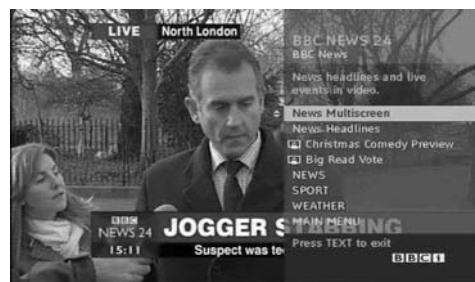 LIVE North London
BBC NEWS 24
BBC News
News headlines and live
events in video.
News Multiscreen
News Headlines
Christmas Comedy Preview
Big Read Vote
NEWS
SPORT
WEATHER
MAIN MENU
Press TEXT to exit
BBCi
BBC
NEWS 24
15:11
JOGGER STABBING
Suspect was